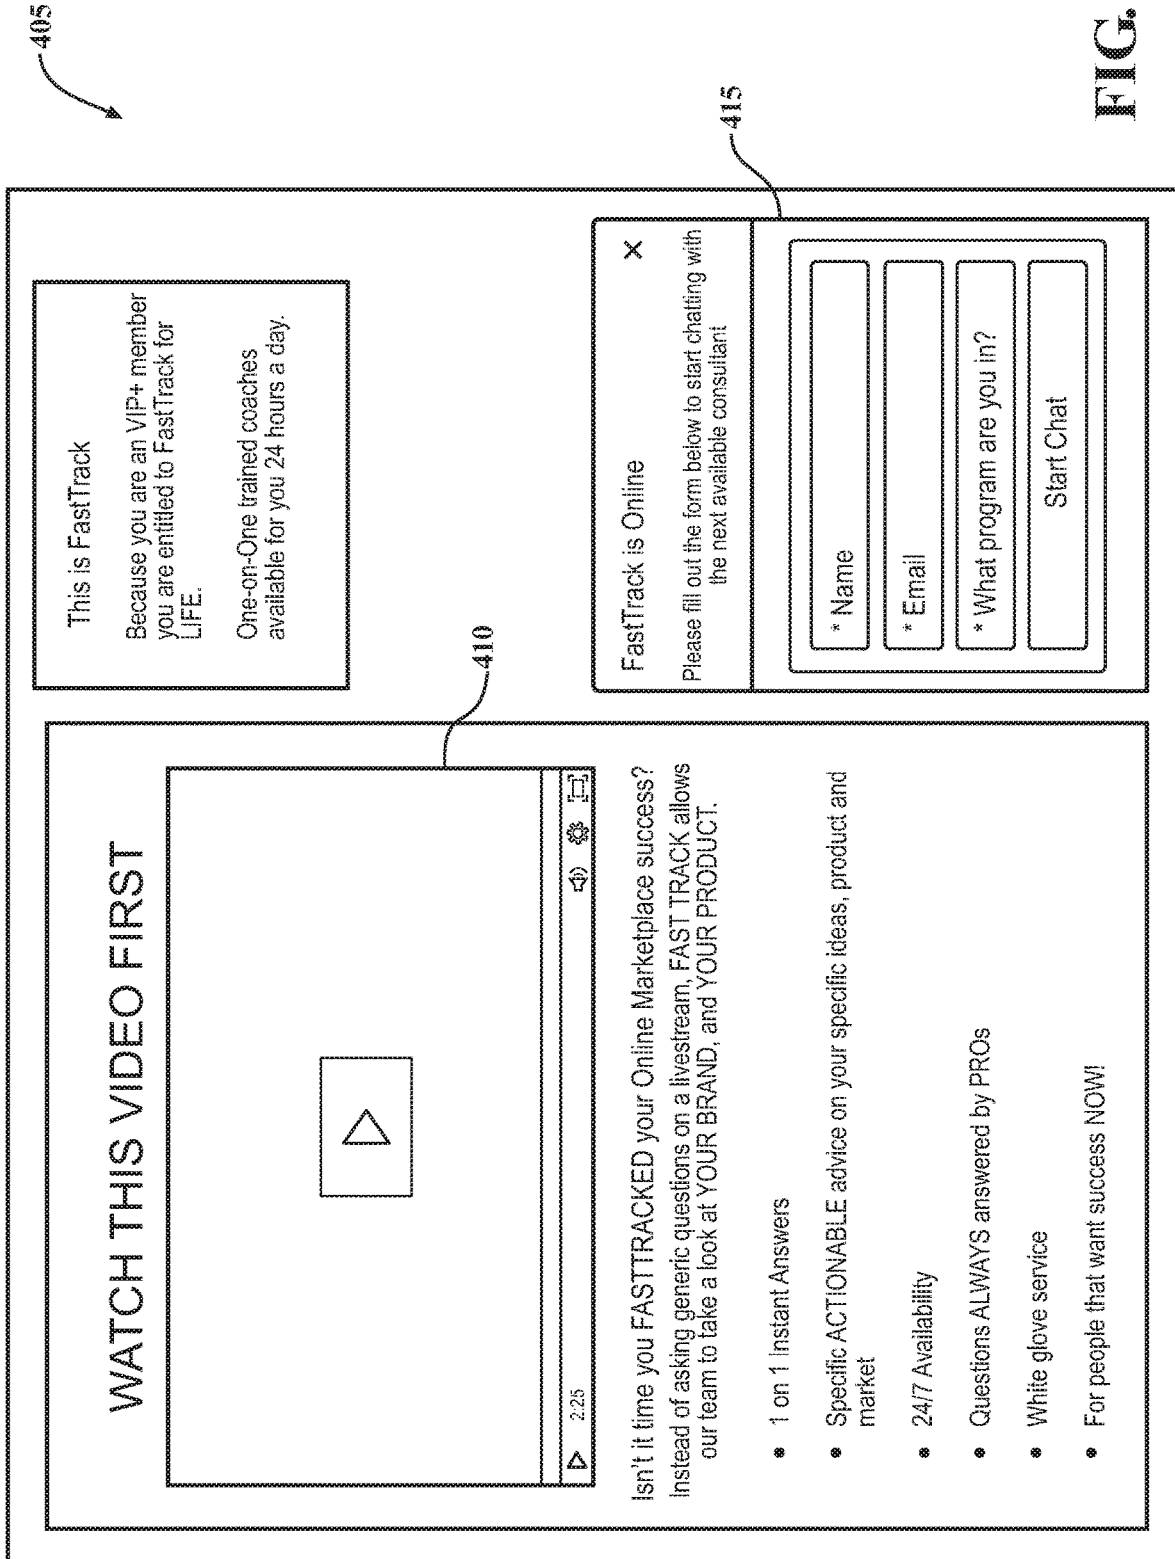 405
WATCH THIS VIDEO FIRST
410
2:25
Isn't it time you FASTTRACKED your Online Marketplace success?
Instead of asking generic questions on a livestream, FAST TRACK allows
our team to take a look at YOUR BRAND, and YOUR PRODUCT.
• 1 on 1 Instant Answers
• Specific ACTIONABLE advice on your specific ideas, product and
market
• 24/7 Availability
• Questions ALWAYS answered by PROs
• White glove service
• For people that want success NOW!
This is FastTrack
Because you are an VIP+ member
you are entitled to FastTrack for
LIFE.
One-on-One trained coaches
available for you 24 hours a day.
FastTrack is Online
X
Please fill out the form below to start chatting with
the next available consultant
415
* Name
* Email
* What program are you in?
Start Chat
FIG.